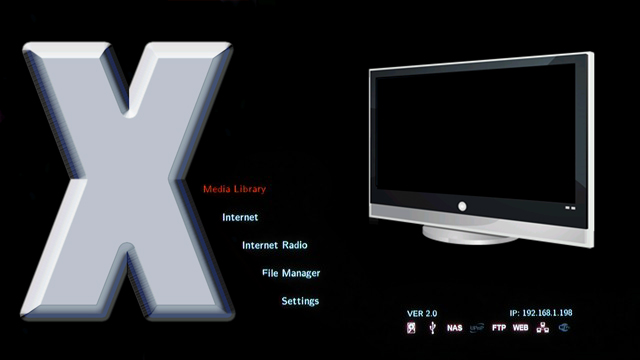 X
Media Library
Internet
Internet Radio
File Manager
Settings
VER 2.0 IP: 192.168.1.198
NAS UPnP FTP WEB